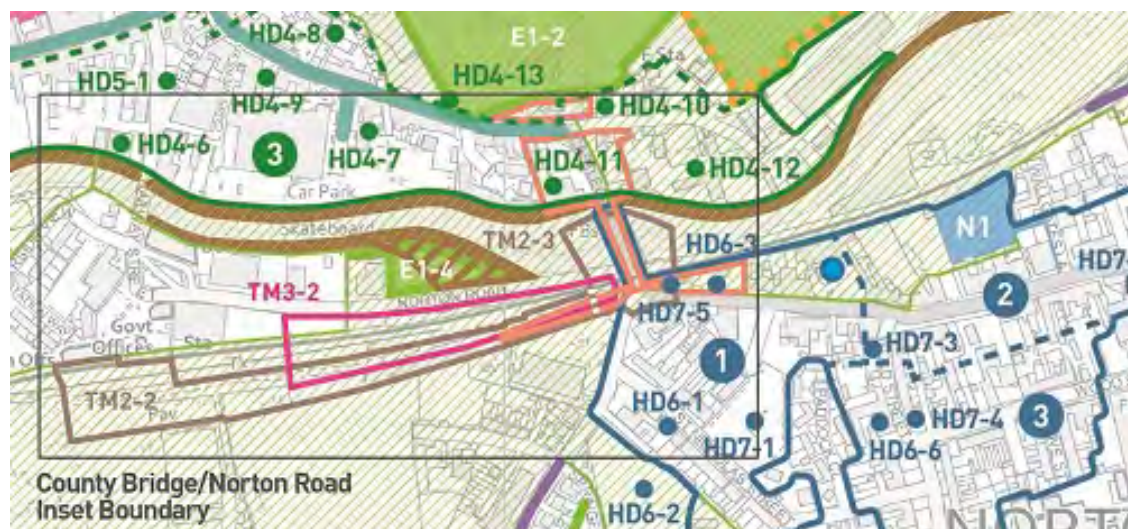 HD4-8
E1-2
E Sta
HD5-1
HD4-9
HD4-13
HD4-10
HD4-6
3
HD4-7
HD4-11
HD4-12
Car Park
Skateboard
TM2-3
HD6-3
N1
E1-4
HD7-
TM3-2
2
Govt
Offices
Sta
HD7-5
HD7-3
1
TM2-2
Pav
HD6-1
HD7-1
HD7-4
3
HD6-6
County Bridge/Norton Road
Inset Boundary
HD6-2
NORT